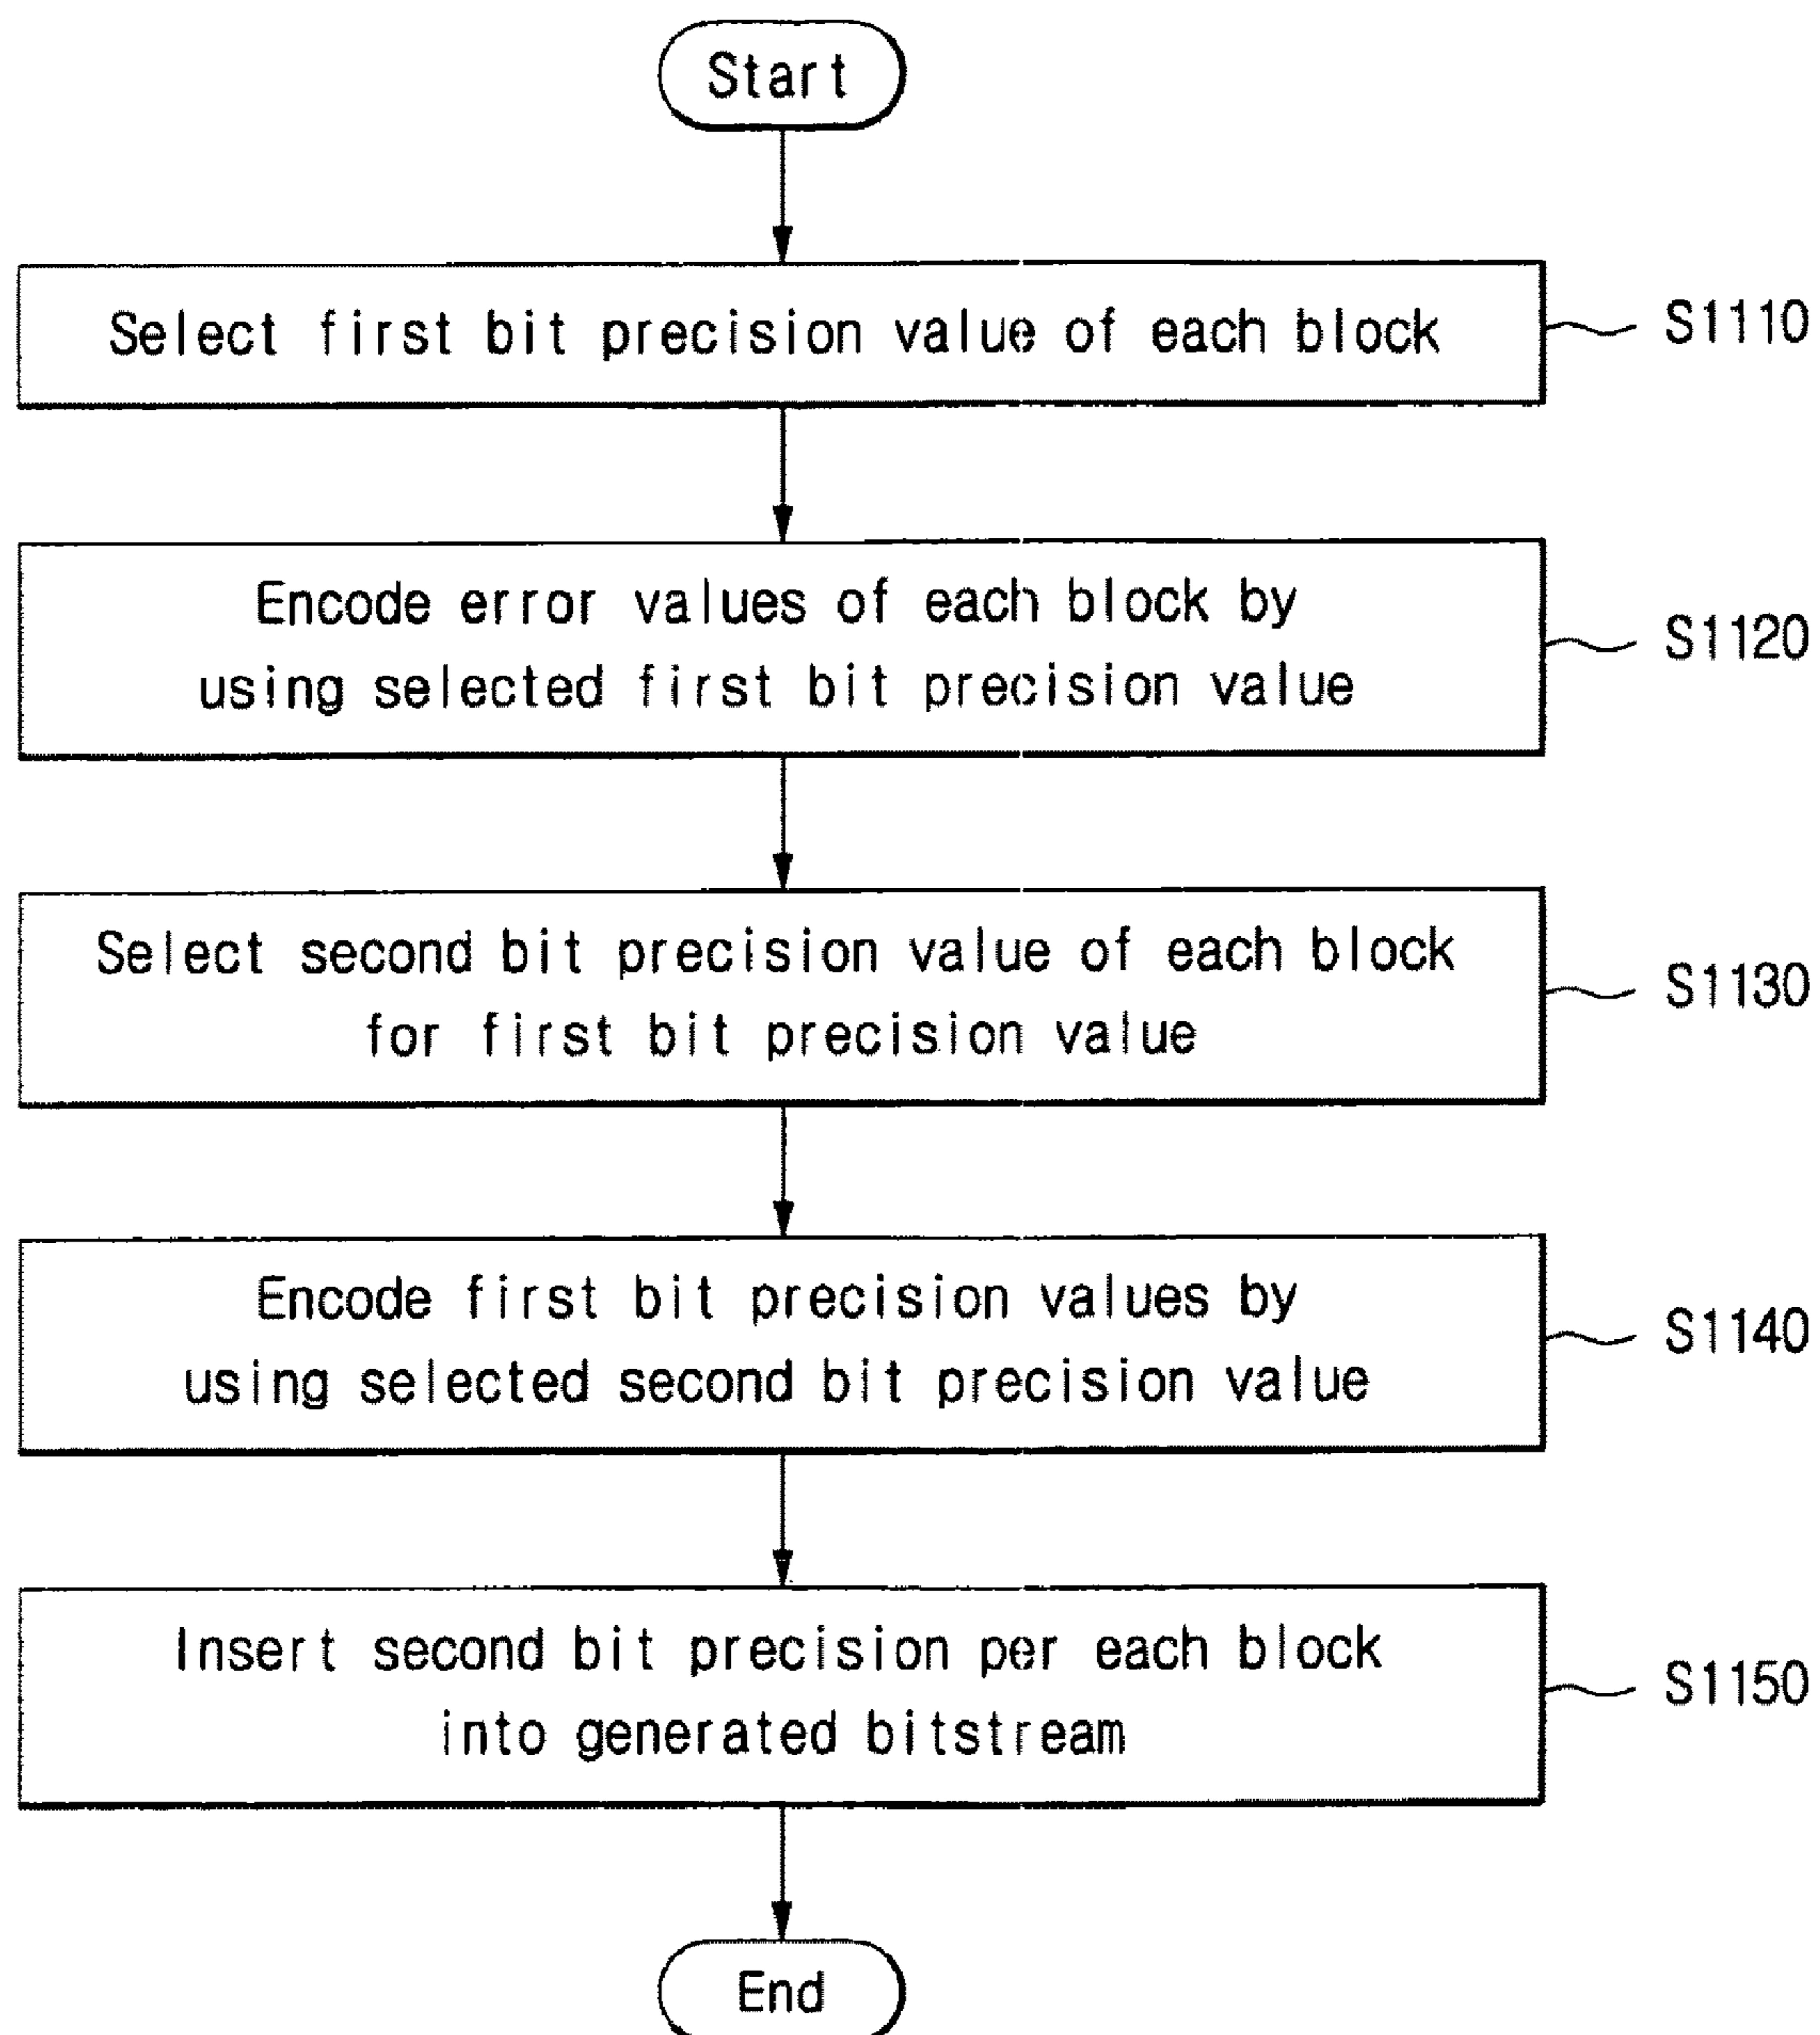 Start
Select first bit precision value of each block
S1110
Encode error values of each block by
using selected first bit precision value
S1120
Select second bit precision value of each block
for first bit precision value
S1130
Encode first bit precision values by
using selected second bit precision value
S1140
Insert second bit precision per each block
into generated bitstream
S1150
End